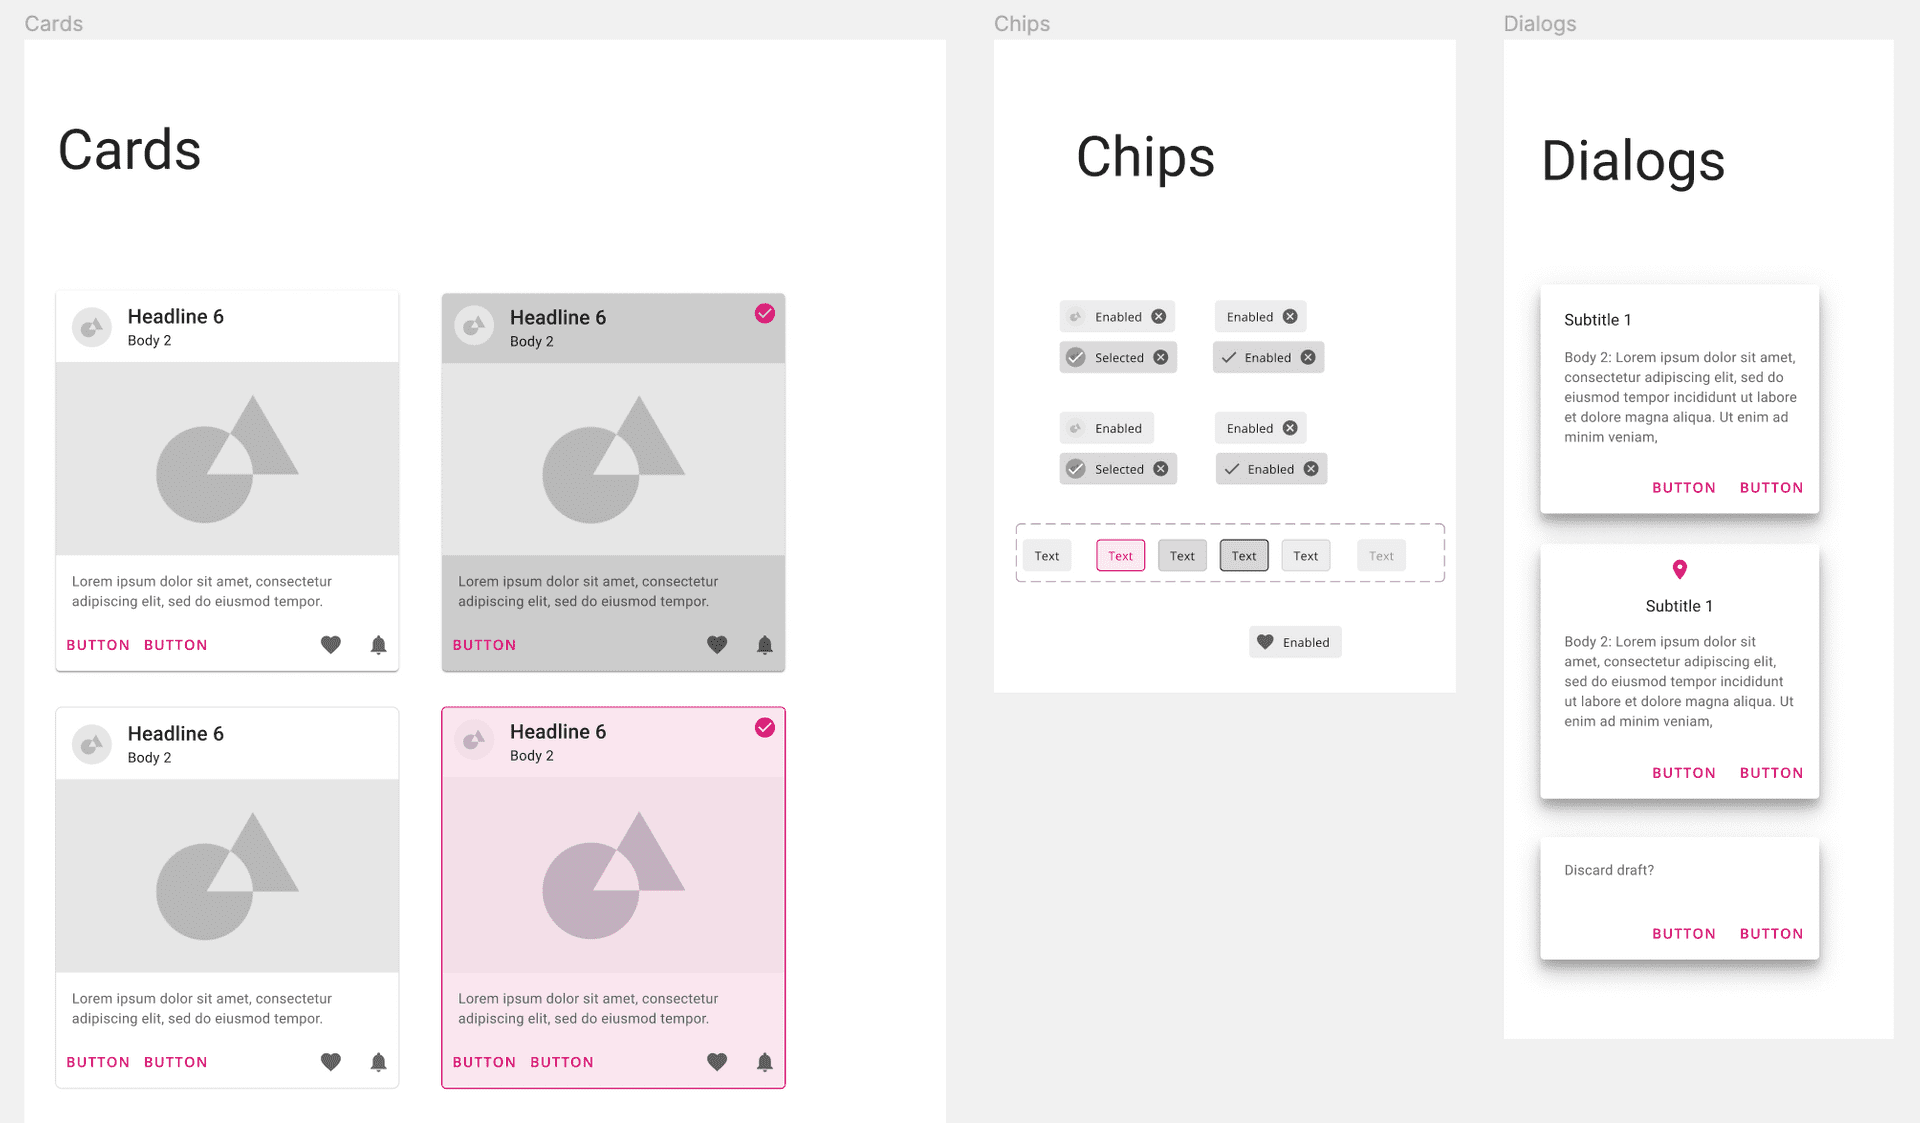 Cards
Cards
Headline 6
Body 2
Lorem ipsum dolor sit amet, consectetur
adipiscing elit, sed do eiusmod tempor.
BUTTON BUTTON
Headline 6
Body 2
Lorem ipsum dolor sit amet, consectetur
adipiscing elit, sed do eiusmod tempor.
BUTTON
Headline 6
Body 2
Lorem ipsum dolor sit amet, consectetur
adipiscing elit, sed do eiusmod tempor.
BUTTON BUTTON
Headline 6
Body 2
Lorem ipsum dolor sit amet, consectetur
adipiscing elit, sed do eiusmod tempor.
BUTTON BUTTON
Chips
Chips
Enabled Enabled
Selected Enabled
Enabled Enabled
Selected Enabled
Text Text Text Text Text Text
Enabled
Dialogs
Dialogs
Subtitle 1
Body 2: Lorem ipsum dolor sit amet,
consectetur adipiscing elit, sed do
eiusmod tempor incididunt ut labore
et dolore magna aliqua. Ut enim ad
minim veniam,
BUTTON BUTTON
Subtitle 1
Body 2: Lorem ipsum dolor sit
amet, consectetur adipiscing elit,
sed do eiusmod tempor incididunt
ut labore et dolore magna aliqua. Ut
enim ad minim veniam,
BUTTON BUTTON
Discard draft?
BUTTON BUTTON